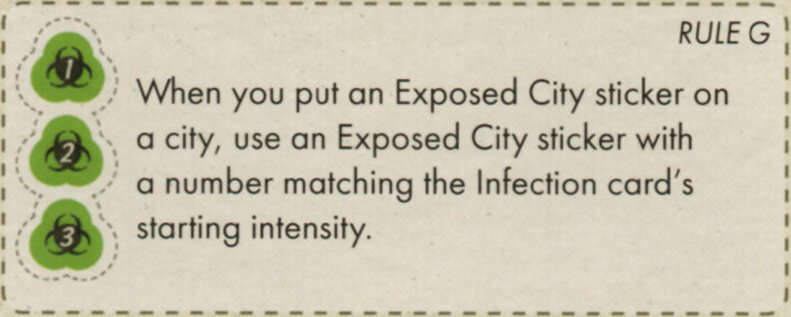 RULE G
1
When you put an Exposed City sticker on
a city, use an Exposed City sticker with
2
a number matching the Infection card's
3
starting intensity.